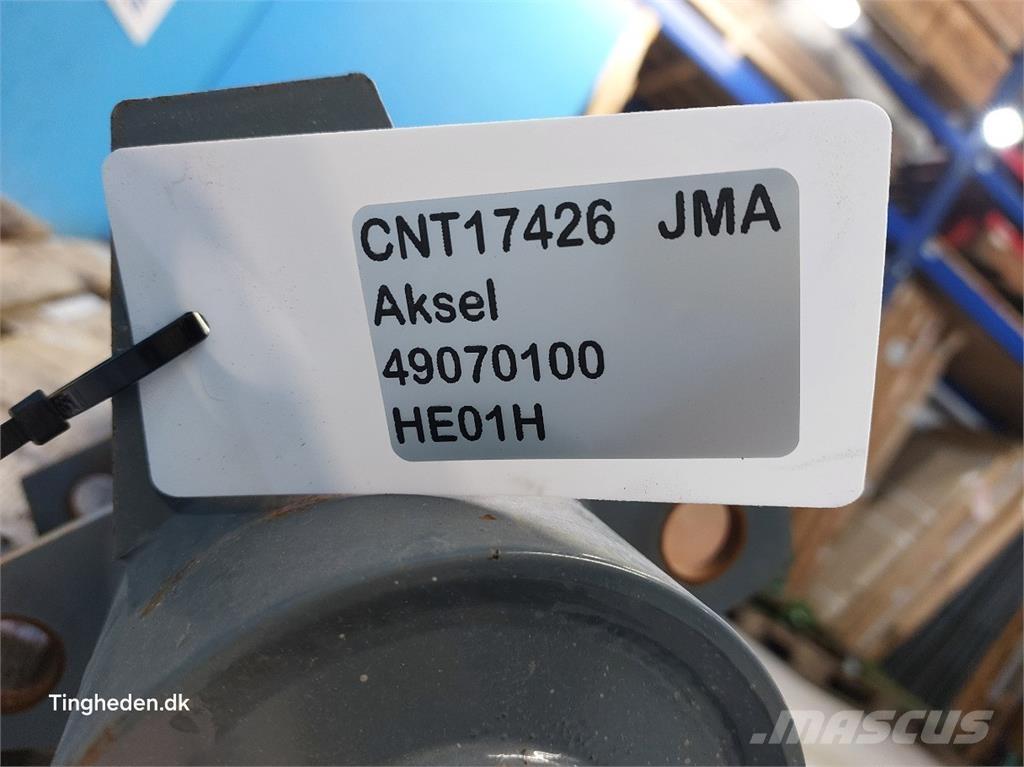 CNT17426 JMA
Aksel
49070100
HE01H
Tingheden.dk
MASCUS